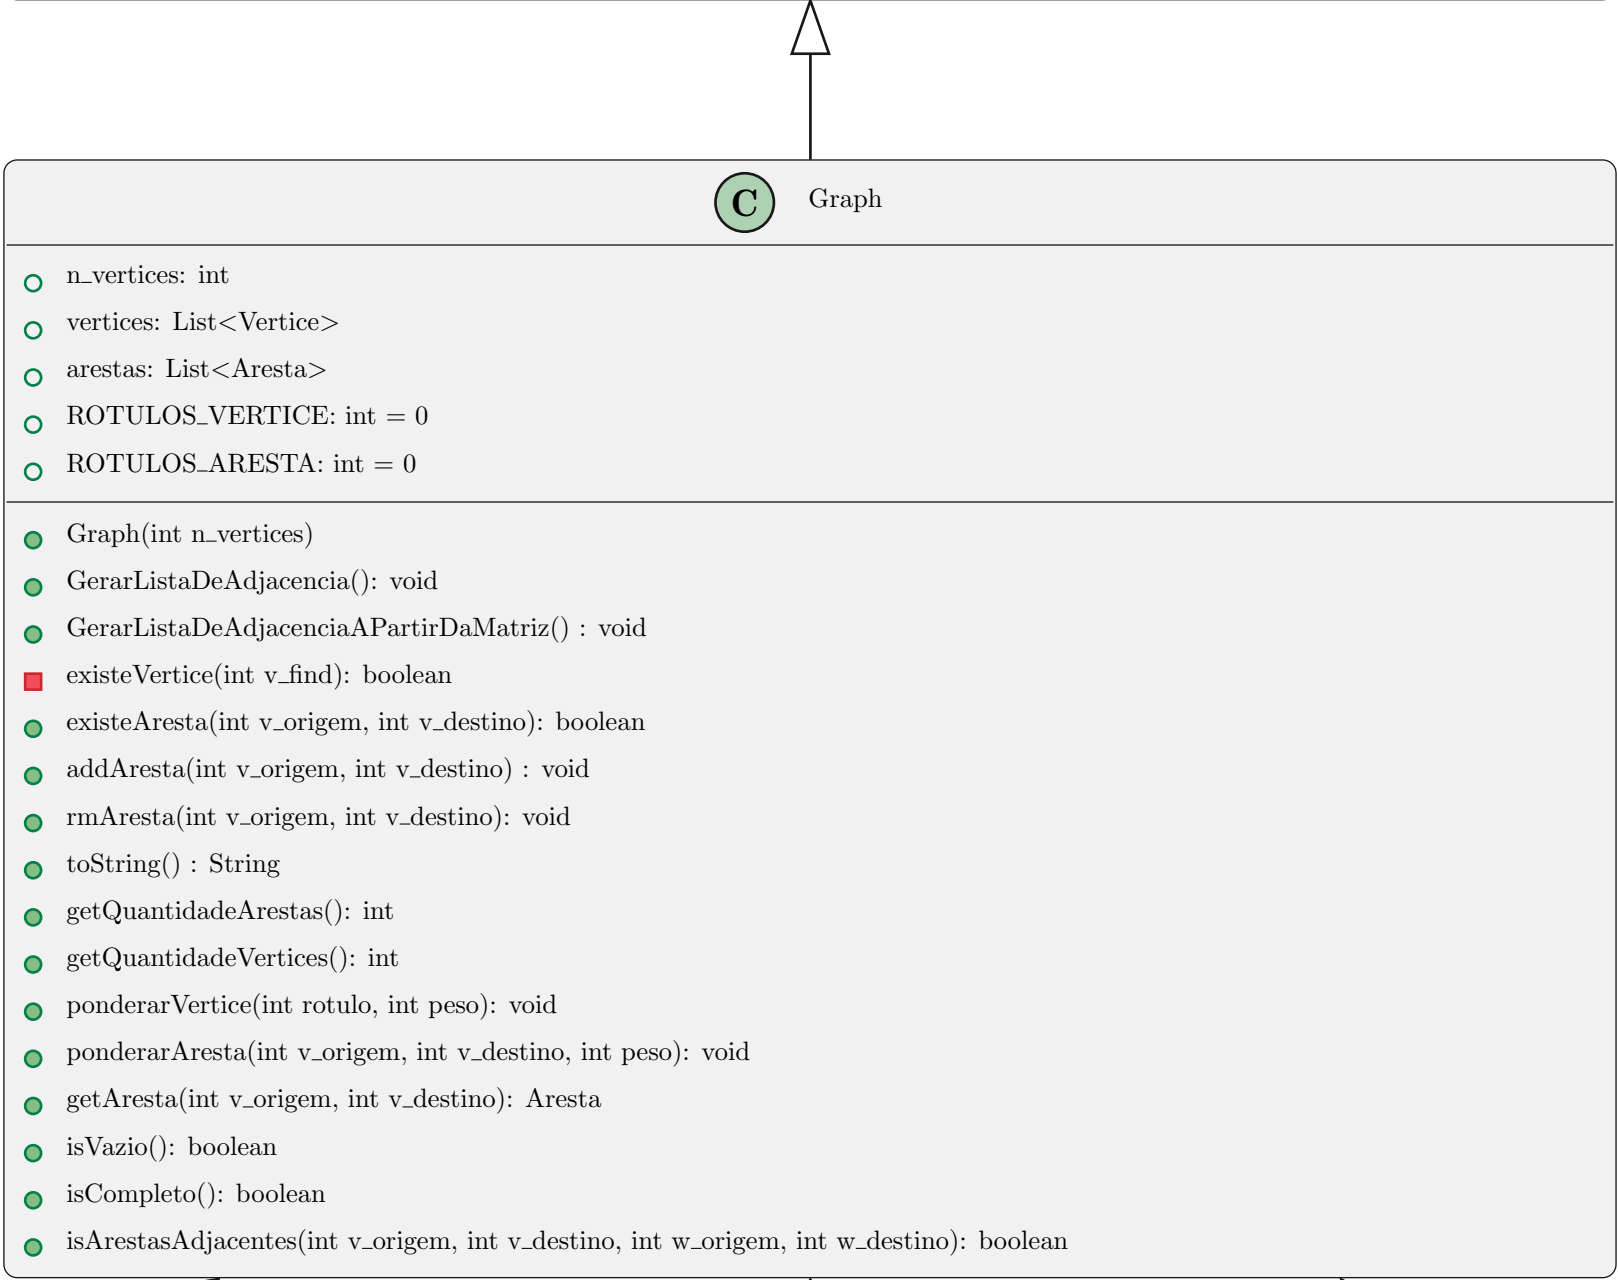 C Graph
n_vertices: int
vertices: List<Vertice>
arestas: List<Aresta>
ROTULOS_VERTICE: int = 0
ROTULOS_ARESTA: int = 0
Graph(int n_vertices)
GerarListaDeAdjacencia(): void
GerarListaDeAdjacenciaAPartirDaMatriz() : void
existeVertice(int v_find): boolean
existeAresta(int v_origem, int v_destino): boolean
addAresta(int v_origem, int v_destino) : void
rmAresta(int v_origem, int v_destino): void
toString() : String
getQuantidadeArestas(): int
getQuantidadeVertices(): int
ponderarVertice(int rotulo, int peso): void
ponderarAresta(int v_origem, int v_destino, int peso): void
getAresta(int v_origem, int v_destino): Aresta
isVazio(): boolean
isCompleto(): boolean
isArestasAdjacentes(int v_origem, int v_destino, int w_origem, int w_destino): boolean